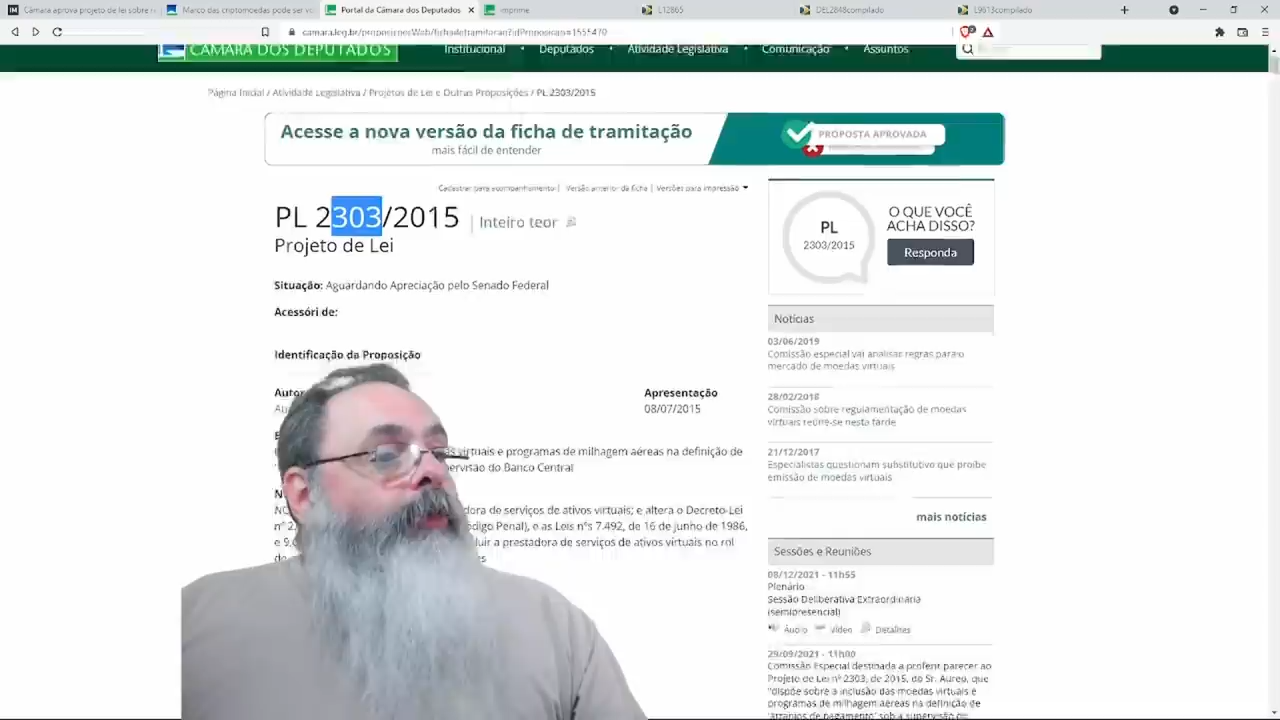 Câmara aprova projeto de lei sobre r
Marco das criptomoedas pode ser v
Portal da Câmara dos Deputados
imprime
L12865
DEL2848compilado
L9613compilado
CÂMARA DOS DEPUTADOS
Institucional
Deputados
Atividade Legislativa
Comunicação
Assuntos
Página Inicial / Atividade Legislativa / Projetos de Lei e Outras Proposições / PL 2303/2015
Acesse a nova versão da ficha de tramitação
mais fácil de entender
PROPOSTA APROVADA
Cadastrar para acompanhamento | Versão anterior da ficha | Versões para impressão
PL 2303/2015 | Inteiro teor
Projeto de Lei
Situação: Aguardando Apreciação pelo Senado Federal
Acessório de:
Identificação da Proposição
Apresentação
08/07/2015
virtuais e programas de milhagem aéreas na definição de
do Banco Central
de serviços de ativos virtuais; e altera o Decreto-Lei
Penal), e as Leis nºs 7.492, de 16 de junho de 1986,
a prestadora de serviços de ativos virtuais no rol
PL
2303/2015
O QUE VOCÊ
ACHA DISSO?
Responda
Notícias
03/06/2019
Comissão especial vai analisar regras para o
mercado de moedas virtuais
28/02/2018
Comissão sobre regulamentação de moedas
virtuais reúne-se nesta tarde
21/12/2017
Especialistas questionam substitutivo que proíbe
emissão de moedas virtuais
mais notícias
Sessões e Reuniões
08/12/2021 - 11h55
Plenário
Sessão Deliberativa Extraordinária
(semipresencial)
Áudio Vídeo Detalhes
29/09/2021 - 11h00
Comissão Especial destinada a proferir parecer ao
Projeto de Lei nº 2303, de 2015, do Sr. Aureo, que
"dispõe sobre a inclusão das moedas virtuais e
programas de milhagem aéreas na definição de
"arranjos de pagamento" sob a supervisão do